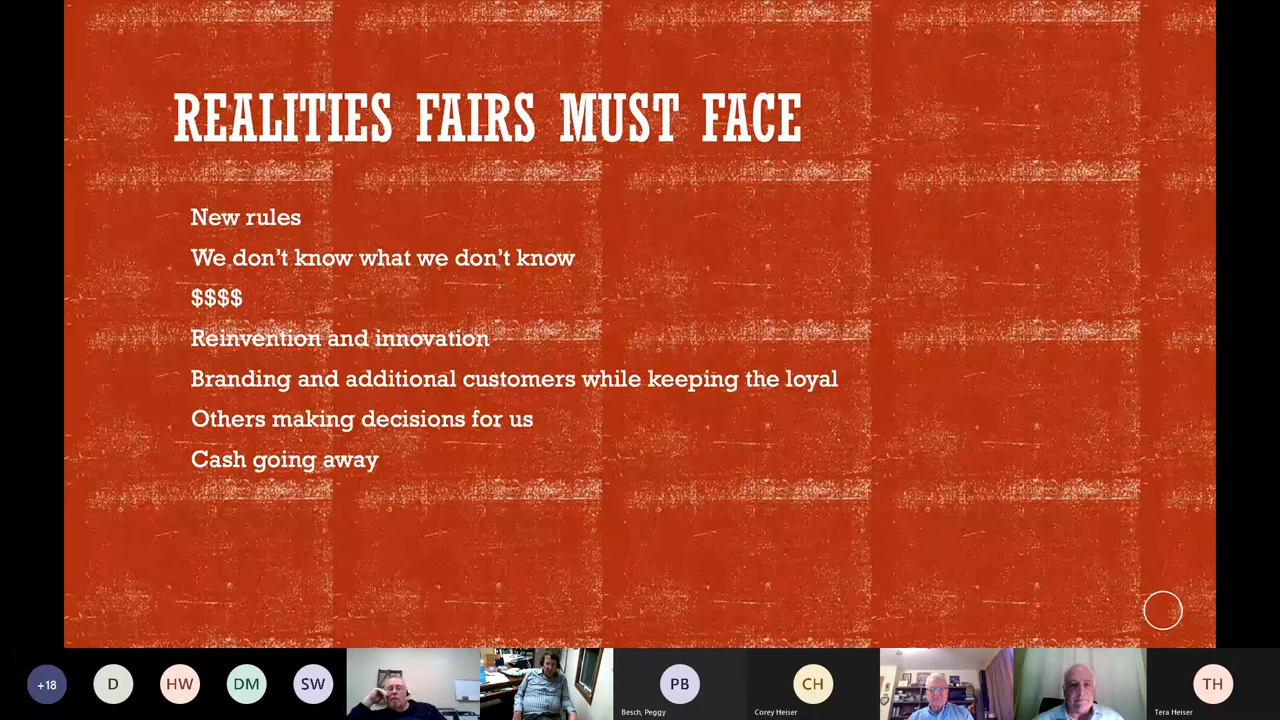 REALITIES FAIRS MUST FACE
New rules
We don't know what we don't know
$$$$
Reinvention and innovation
Branding and additional customers while keeping the loyal
Others making decisions for us
Cash going away
+18
D
HW
DM
SW
PB
Besch, Peggy
CH
Corey Heiser
TH
Tera Heiser